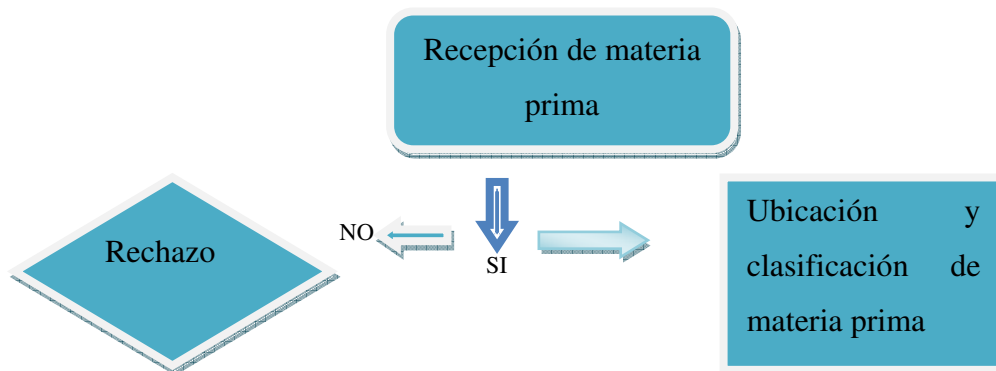 Recepción de materia
prima
NO
SI
Rechazo
Ubicación y
clasificación de
materia prima